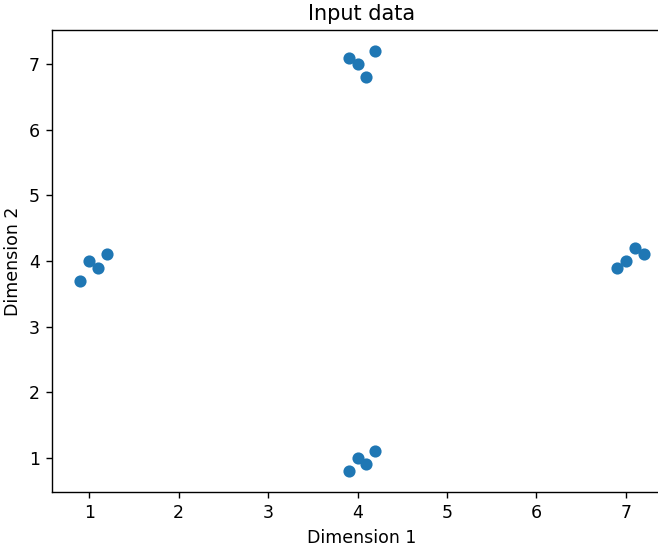 Input data
Dimension 2
7
6
5
4
3
2
1
1 2 3 4 5 6 7
Dimension 1